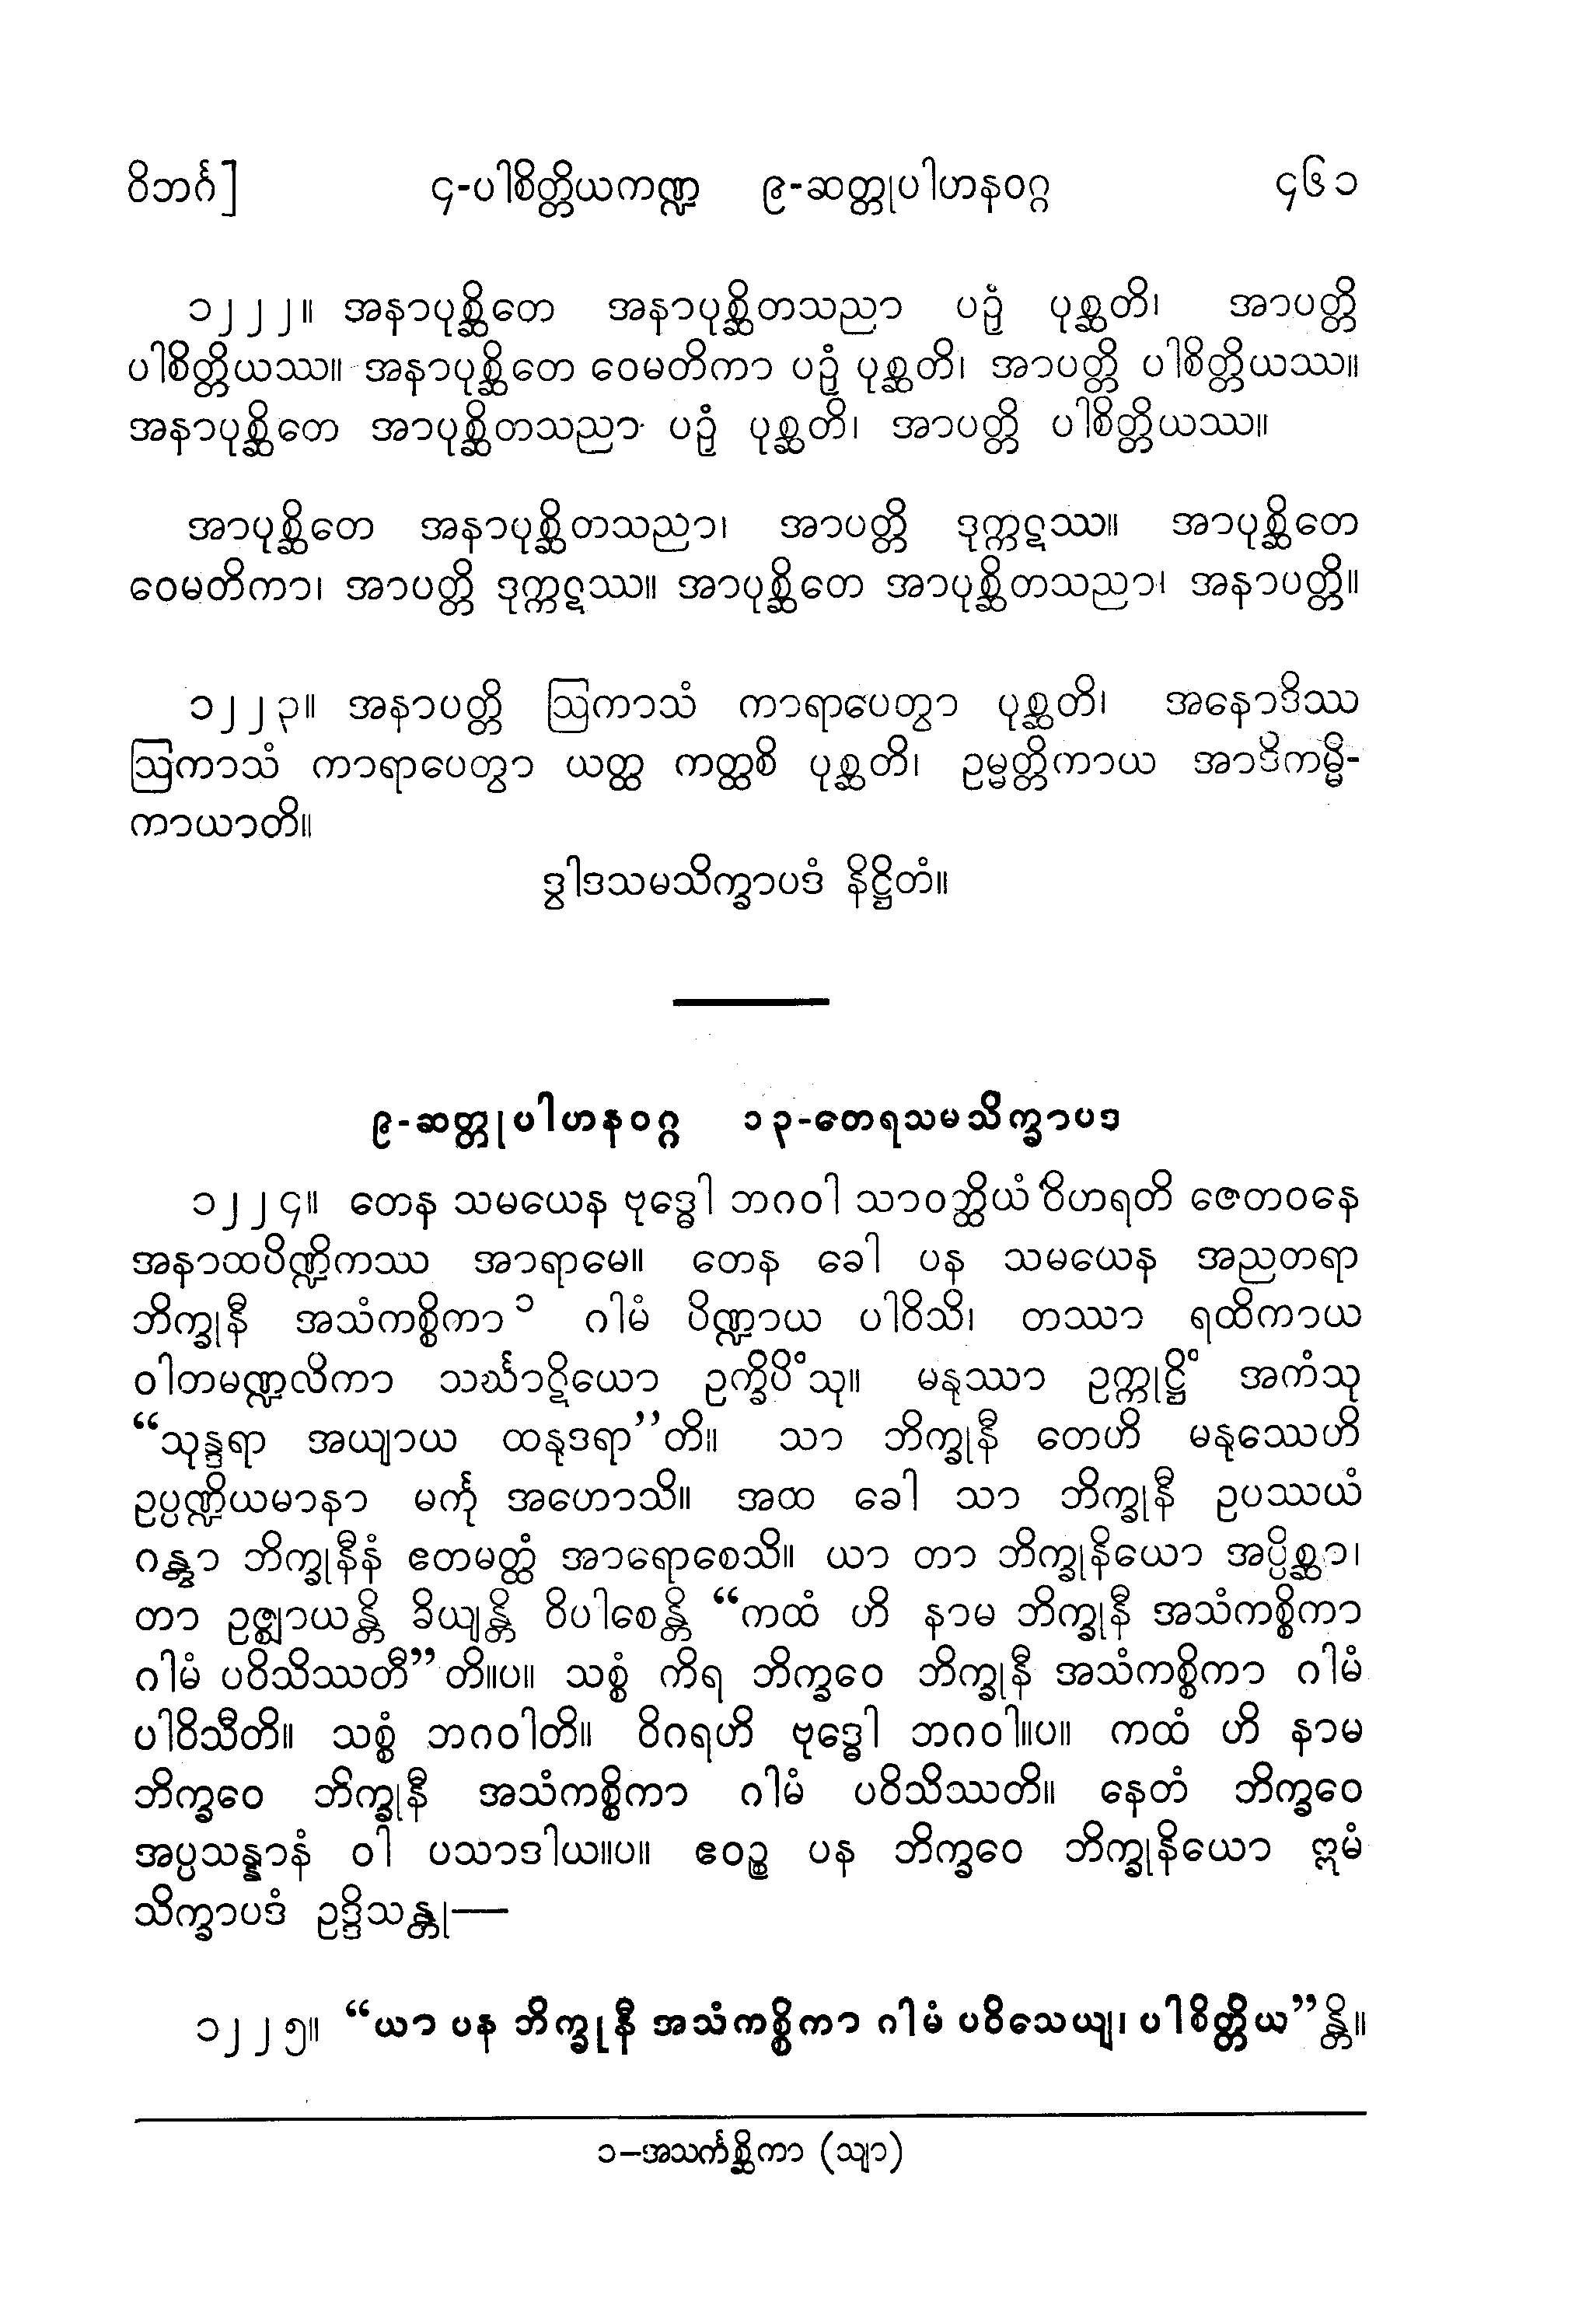 ဝိဘင်္ဂ] ၄-ပါစိတ္တိယကဏ္ဍ ၉-ဆတ္တုပါဟနဝဂ္ဂ ၄၆၁
၁၂၂၂။ အနာပုစ္ဆိတေ အနာပုစ္ဆိတသညာ ပဉှံ ပုစ္ဆတိ၊ အာပတ္တိ
ပါစိတ္တိယဿ။ အနာပုစ္ဆိတေ ဝေမတိကာ ပဉှံ ပုစ္ဆတိ၊ အာပတ္တိ ပါစိတ္တိယဿ။
အနာပုစ္ဆိတေ အာပုစ္ဆိတသညာ ပဉှံ ပုစ္ဆတိ၊ အာပတ္တိ ပါစိတ္တိယဿ။
အာပုစ္ဆိတေ အနာပုစ္ဆိတသညာ၊ အာပတ္တိ ဒုက္ကဋဿ။ အာပုစ္ဆိတေ
ဝေမတိကာ၊ အာပတ္တိ ဒုက္ကဋဿ။ အာပုစ္ဆိတေ အာပုစ္ဆိတသညာ၊ အနာပတ္တိ။
၁၂၂၃။ အနာပတ္တိ ဩကာသံ ကာရာပေတွာ ပုစ္ဆတိ၊ အနောဒိဿ
ဩကာသံ ကာရာပေတွာ ယတ္ထ ကတ္ထစိ ပုစ္ဆတိ၊ ဥမ္မတ္တိကာယ အာဒိကမ္မိ-
ကာယာတိ။
ဒွါဒသမသိက္ခာပဒံ နိဋ္ဌိတံ။
၉-ဆတ္တုပါဟနဝဂ္ဂ ၁၃-တေရသမသိက္ခာပဒ
၁၂၂၄။ တေန သမယေန ဗုဒ္ဓေါ ဘဂဝါ သာဝတ္ထိယံ ဝိဟရတိ ဇေတဝနေ
အနာထပိဏ္ဍိကဿ အာရာမေ။ တေန ခေါ ပန သမယေန အညတရာ
ဘိက္ခုနီ အသံကစ္စိကာ၁ ဂါမံ ပိဏ္ဍာယ ပါဝိသိ၊ တဿာ ရထိကာယ
ဝါတမဏ္ဍလိကာ သင်္ဃာဋိယော ဥက္ခိပိံသု။ မနုဿာ ဥက္ကုဋ္ဌိံ အကံသု
“သုန္ဒရာ အယျာယ ထနုဒရာ”တိ။ သာ ဘိက္ခုနီ တေဟိ မနုဿေဟိ
ဥပ္ပဏ္ဍိယမာနာ မင်္ကု အဟောသိ။ အထ ခေါ သာ ဘိက္ခုနီ ဥပဿယံ
ဂန္တွာ ဘိက္ခုနီနံ ဧတမတ္ထံ အာရောစေသိ။ ယာ တာ ဘိက္ခုနိယော အပ္ပိစ္ဆာ၊
တာ ဥဇ္ဈာယန္တိ ခိယျန္တိ ဝိပါစေန္တိ “ကထံ ဟိ နာမ ဘိက္ခုနီ အသံကစ္စိကာ
ဂါမံ ပဝိသိဿတီ”တိ။ပ။ သစ္စံ ကိရ ဘိက္ခဝေ ဘိက္ခုနီ အသံကစ္စိကာ ဂါမံ
ပါဝိသီတိ။ သစ္စံ ဘဂဝါတိ။ ဝိဂရဟိ ဗုဒ္ဓေါ ဘဂဝါ။ပ။ ကထံ ဟိ နာမ
ဘိက္ခဝေ ဘိက္ခုနီ အသံကစ္စိကာ ဂါမံ ပဝိသိဿတိ။ နေတံ ဘိက္ခဝေ
အပ္ပသန္နာနံ ဝါ ပသာဒါယ။ပ။ ဧဝဉ္စ ပန ဘိက္ခဝေ ဘိက္ခုနိယော ဣမံ
သိက္ခာပဒံ ဥဒ္ဒိသန္တု—
၁၂၂၅။ “ယာ ပန ဘိက္ခုနီ အသံကစ္စိကာ ဂါမံ ပဝိသေယျ၊ ပါစိတ္တိယ”န္တိ။
၁–အသင်္ကစ္ဆိကာ (သျာ)